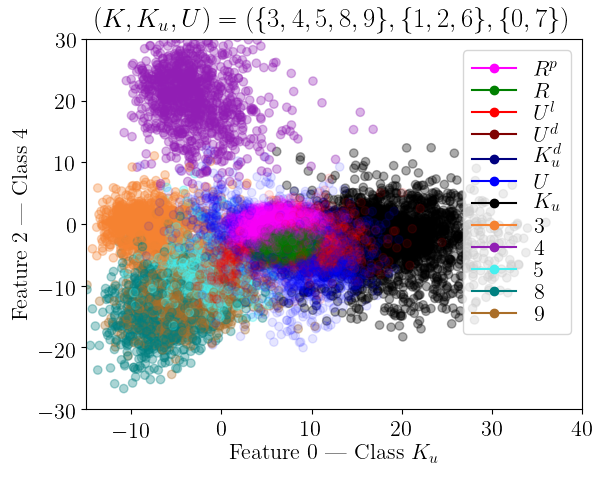 (K, K_u, U) = ({3, 4, 5, 8, 9}, {1, 2, 6}, {0, 7})
30
20
10
0
−10
−20
−30
Feature 2 — Class 4
−10
0
10
20
30
40
Feature 0 — Class K_u
R^p
R
U^l
U^d
K_u^d
U
K_u
3
4
5
8
9